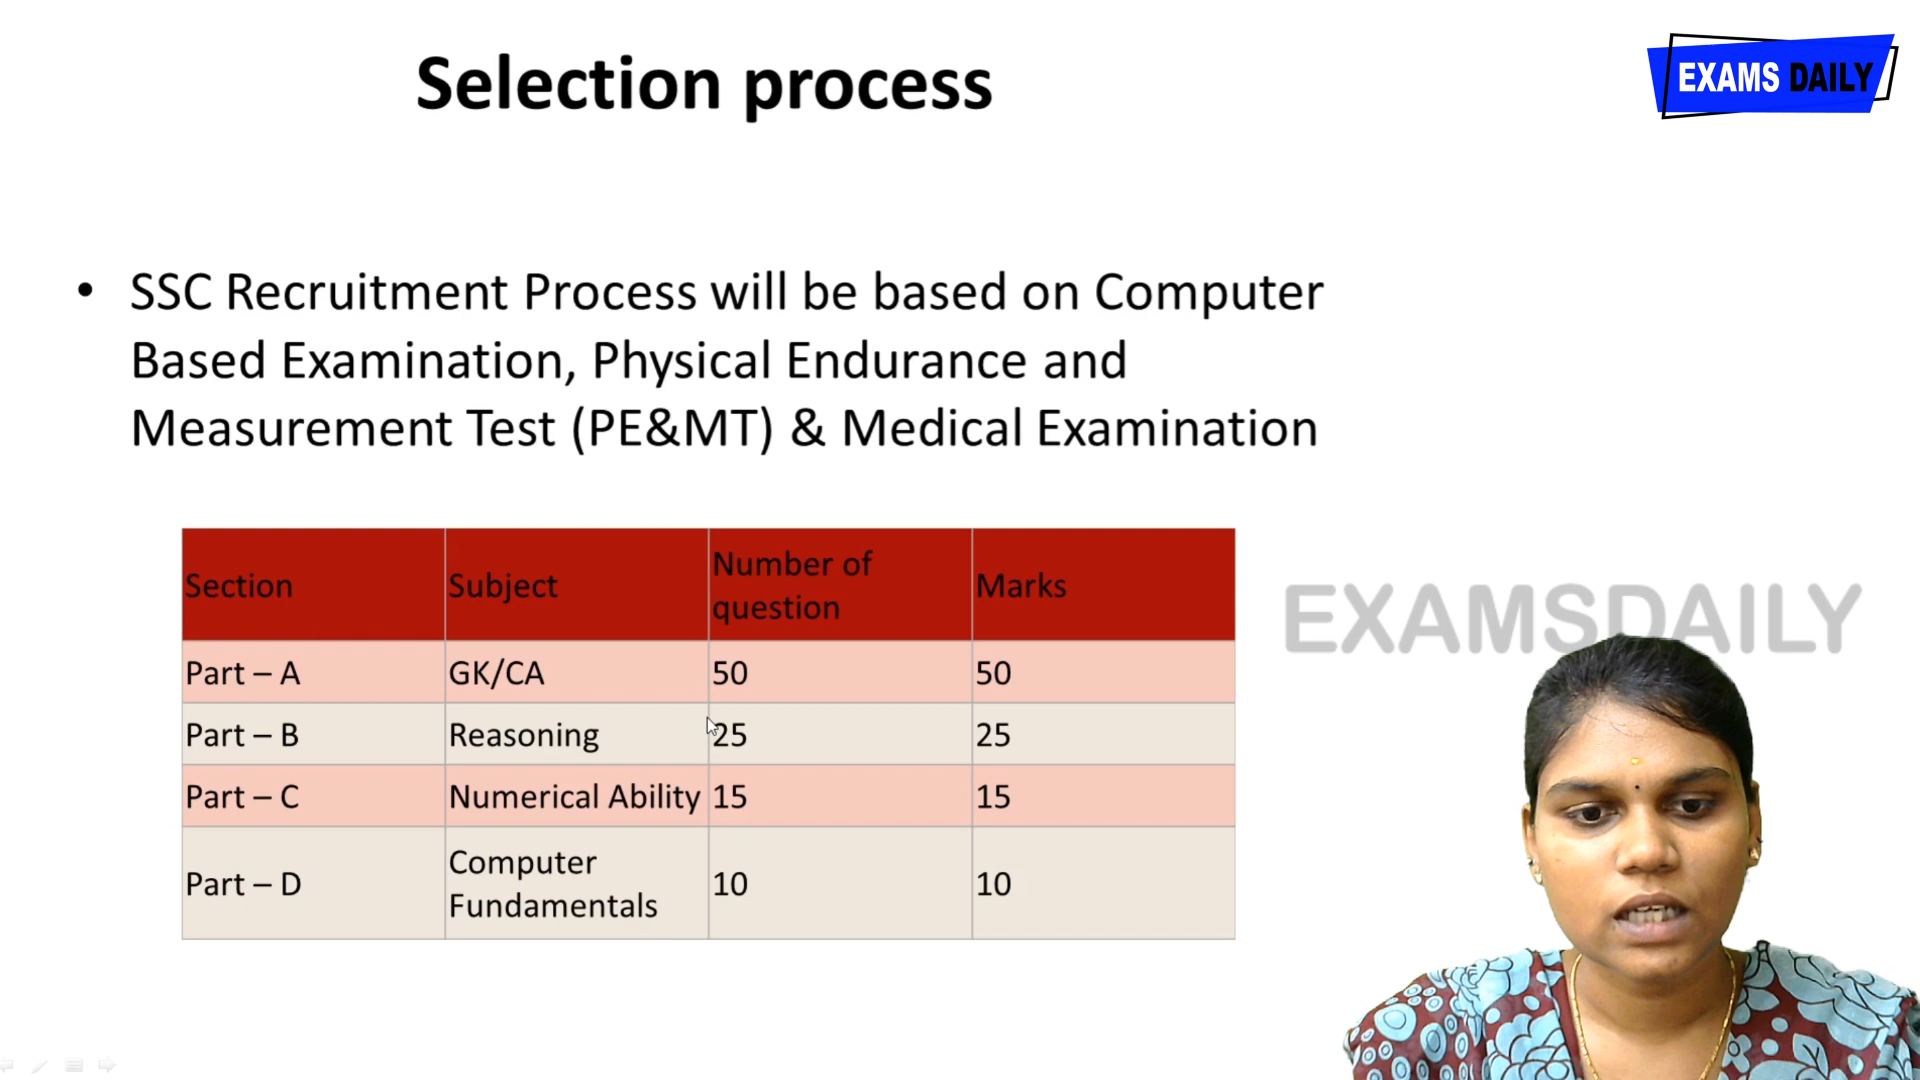 Selection process
EXAMS DAILY
• SSC Recruitment Process will be based on Computer
Based Examination, Physical Endurance and
Measurement Test (PE&MT) & Medical Examination
Section Subject Number of question Marks
Part – A GK/CA 50 50
Part – B Reasoning 25 25
Part – C Numerical Ability 15 15
Part – D Computer Fundamentals 10 10
EXAMSDAILY